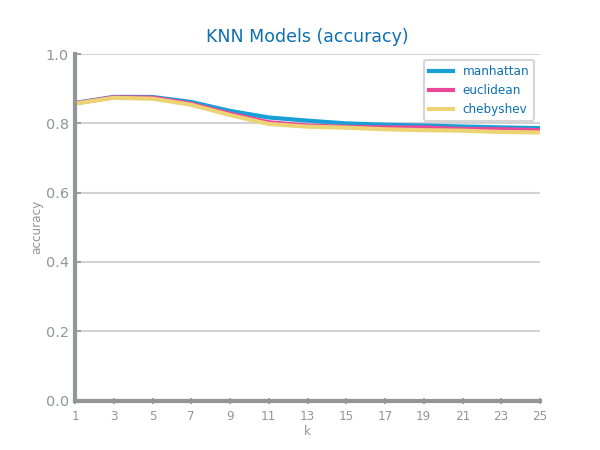 KNN Models (accuracy)
1.0
0.8
0.6
0.4
0.2
0.0
accuracy
manhattan
euclidean
chebyshev
1 3 5 7 9 11 13 15 17 19 21 23 25
k